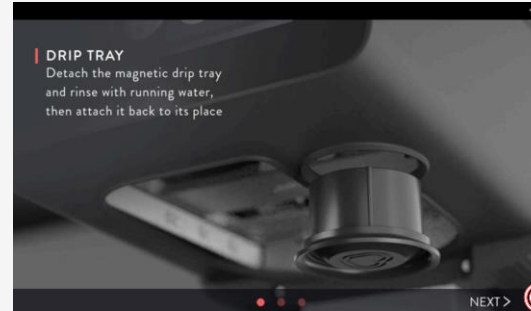 DRIP TRAY
Detach the magnetic drip tray
and rinse with running water,
then attach it back to its place
NEXT >